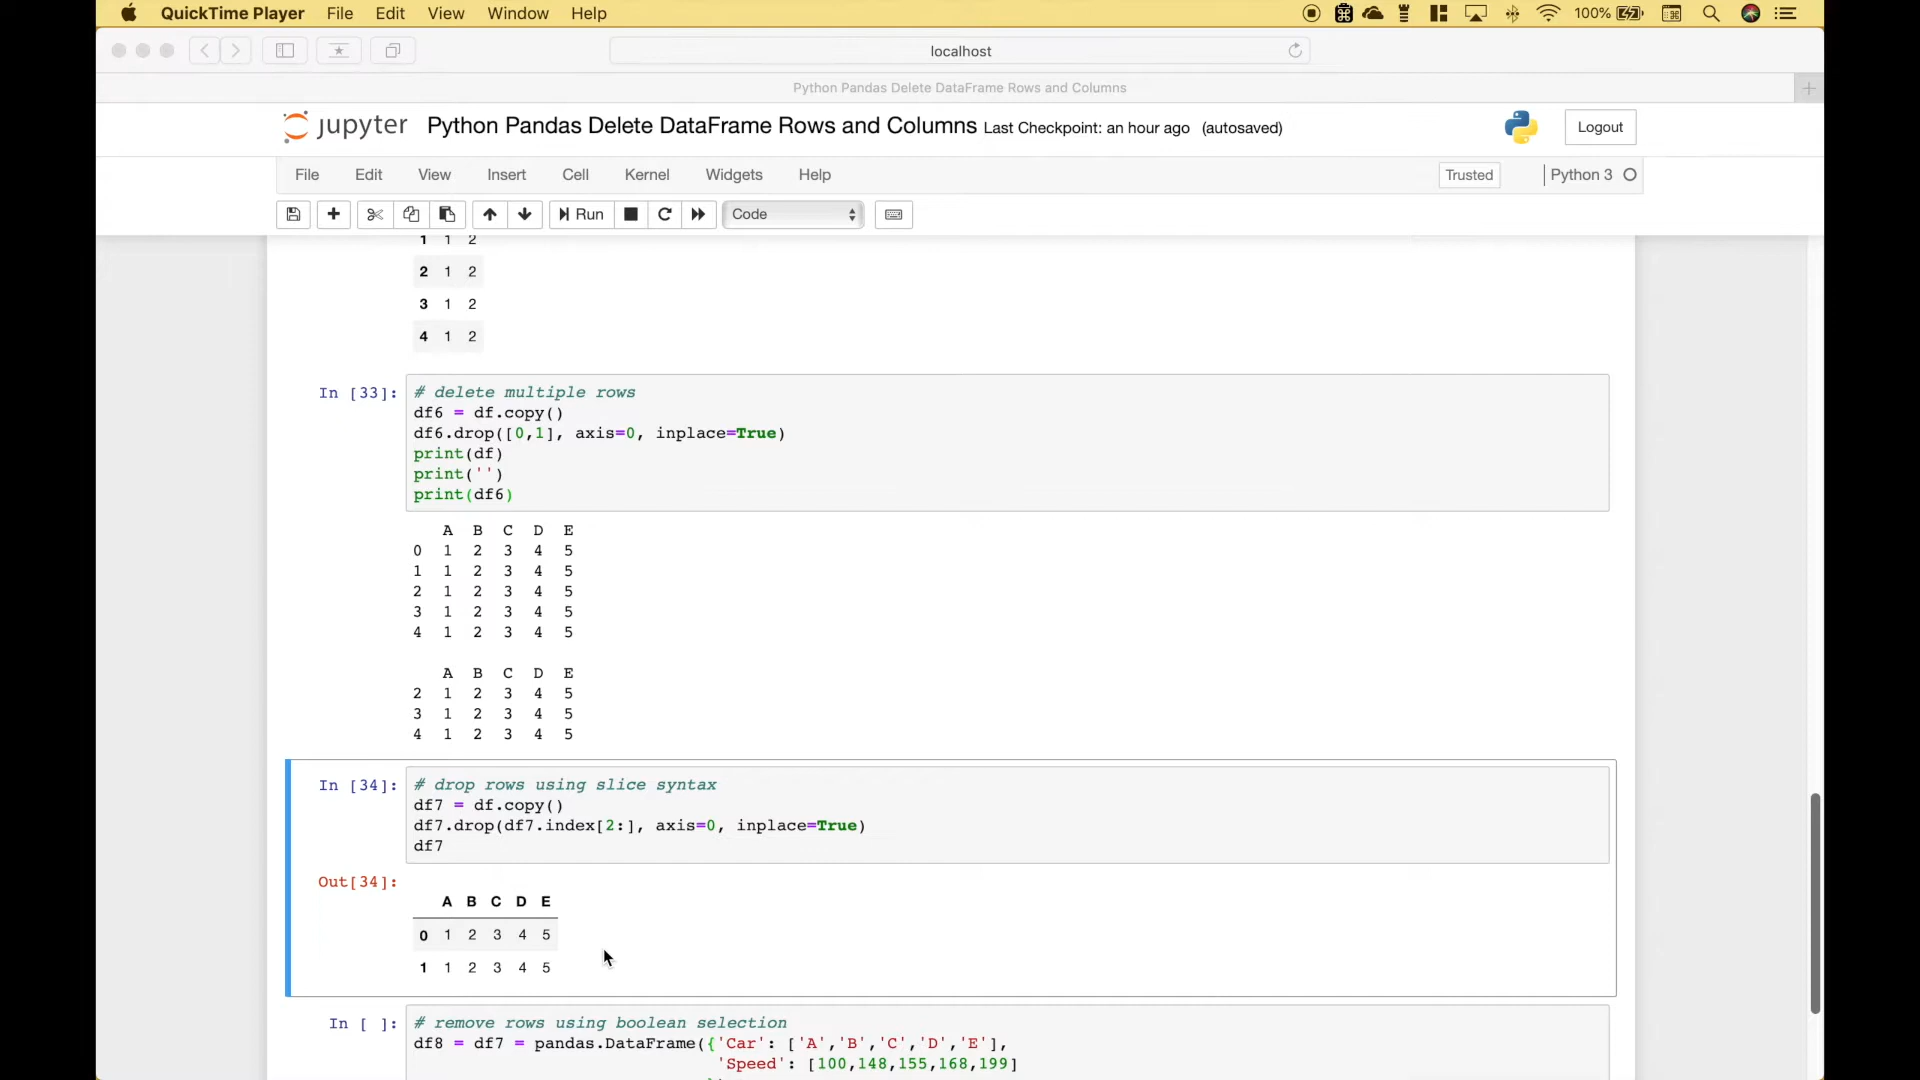 QuickTime Player File Edit View Window Help 100%
localhost
Python Pandas Delete DataFrame Rows and Columns
jupyter Python Pandas Delete DataFrame Rows and Columns Last Checkpoint: an hour ago (autosaved) Logout
File Edit View Insert Cell Kernel Widgets Help Trusted Python 3
Run Code
1 1 2
2 1 2
3 1 2
4 1 2
In [33]: # delete multiple rows
df6 = df.copy()
df6.drop([0,1], axis=0, inplace=True)
print(df)
print('')
print(df6)
A B C D E
0 1 2 3 4 5
1 1 2 3 4 5
2 1 2 3 4 5
3 1 2 3 4 5
4 1 2 3 4 5
A B C D E
2 1 2 3 4 5
3 1 2 3 4 5
4 1 2 3 4 5
In [34]: # drop rows using slice syntax
df7 = df.copy()
df7.drop(df7.index[2:], axis=0, inplace=True)
df7
Out[34]:
A B C D E
0 1 2 3 4 5
1 1 2 3 4 5
In [ ]: # remove rows using boolean selection
df8 = df7 = pandas.DataFrame({'Car': ['A','B','C','D','E'],
'Speed': [100,148,155,168,199]